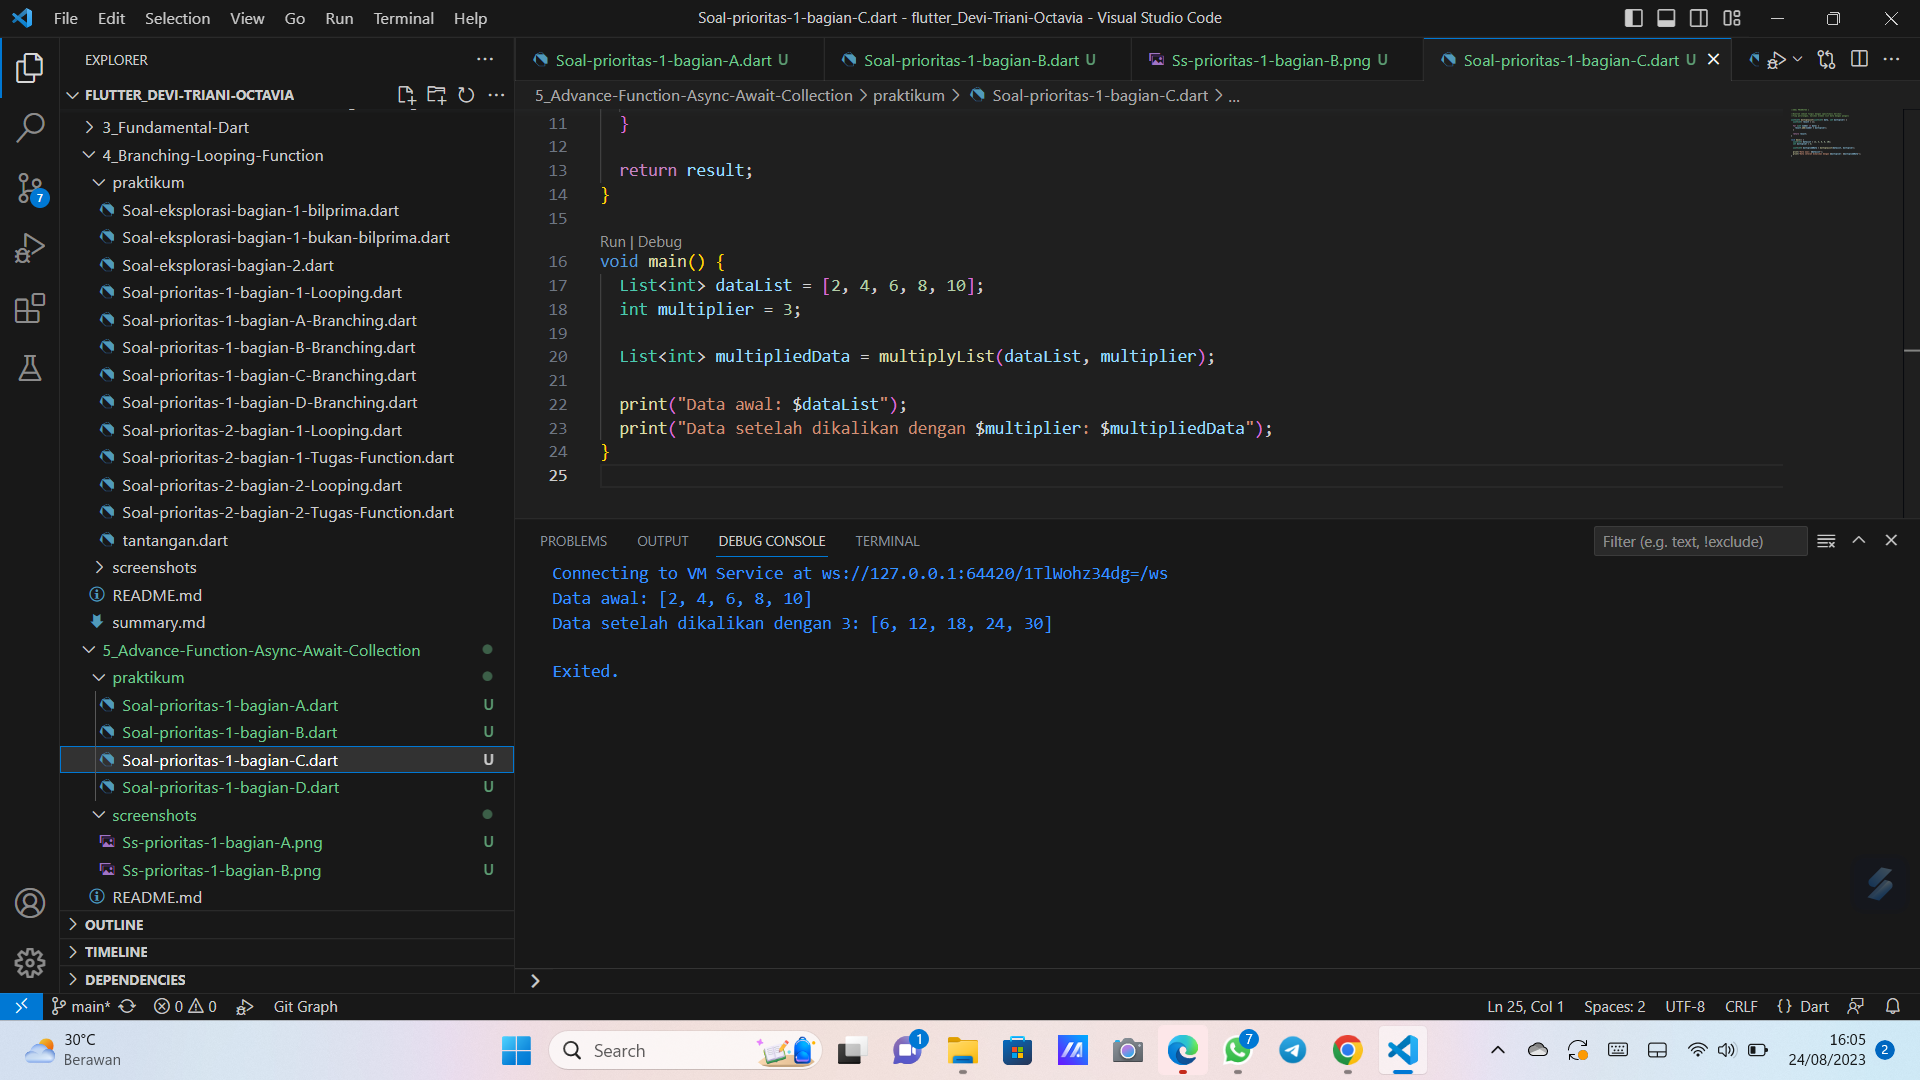 File Edit Selection View Go Run Terminal Help
Soal-prioritas-1-bagian-C.dart - flutter_Devi-Triani-Octavia - Visual Studio Code
EXPLORER
FLUTTER_DEVI-TRIANI-OCTAVIA
3_Fundamental-Dart
4_Branching-Looping-Function
praktikum
Soal-eksplorasi-bagian-1-bilprima.dart
Soal-eksplorasi-bagian-1-bukan-bilprima.dart
Soal-eksplorasi-bagian-2.dart
Soal-prioritas-1-bagian-1-Looping.dart
Soal-prioritas-1-bagian-A-Branching.dart
Soal-prioritas-1-bagian-B-Branching.dart
Soal-prioritas-1-bagian-C-Branching.dart
Soal-prioritas-1-bagian-D-Branching.dart
Soal-prioritas-2-bagian-1-Looping.dart
Soal-prioritas-2-bagian-1-Tugas-Function.dart
Soal-prioritas-2-bagian-2-Looping.dart
Soal-prioritas-2-bagian-2-Tugas-Function.dart
tantangan.dart
screenshots
README.md
summary.md
5_Advance-Function-Async-Await-Collection
praktikum
Soal-prioritas-1-bagian-A.dart U
Soal-prioritas-1-bagian-B.dart U
Soal-prioritas-1-bagian-C.dart U
Soal-prioritas-1-bagian-D.dart U
screenshots
Ss-prioritas-1-bagian-A.png U
Ss-prioritas-1-bagian-B.png U
README.md
OUTLINE
TIMELINE
DEPENDENCIES
7
Soal-prioritas-1-bagian-A.dart U
Soal-prioritas-1-bagian-B.dart U
Ss-prioritas-1-bagian-B.png U
Soal-prioritas-1-bagian-C.dart U
5_Advance-Function-Async-Await-Collection > praktikum > Soal-prioritas-1-bagian-C.dart > ...
11 }
12
13 return result;
14 }
15
Run | Debug
16 void main() {
17 List<int> dataList = [2, 4, 6, 8, 10];
18 int multiplier = 3;
19
20 List<int> multipliedData = multiplyList(dataList, multiplier);
21
22 print("Data awal: $dataList");
23 print("Data setelah dikalikan dengan $multiplier: $multipliedData");
24 }
25
PROBLEMS OUTPUT DEBUG CONSOLE TERMINAL
Filter (e.g. text, !exclude)
Connecting to VM Service at ws://127.0.0.1:64420/1TlWohz34dg=/ws
Data awal: [2, 4, 6, 8, 10]
Data setelah dikalikan dengan 3: [6, 12, 18, 24, 30]
Exited.
main* 0 0 Git Graph
Ln 25, Col 1 Spaces: 2 UTF-8 CRLF {} Dart
30°C
Berawan
Search
1
7
16:05
24/08/2023
2